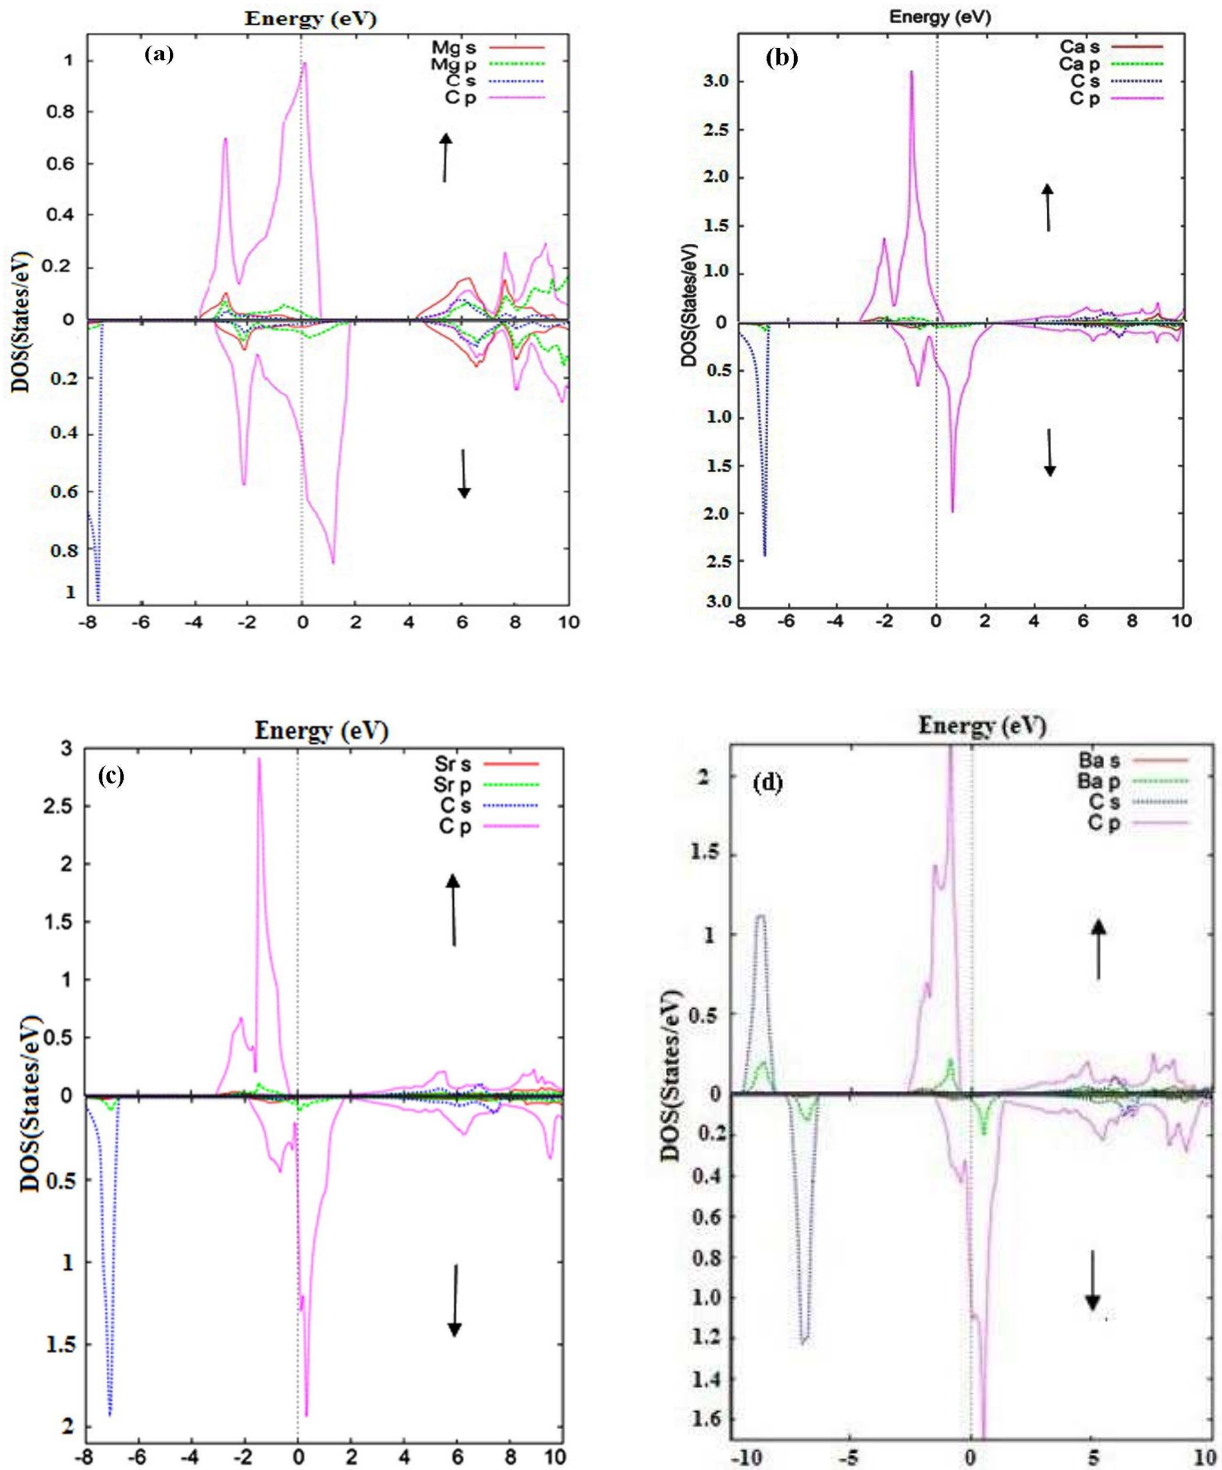 Energy (eV)
(a)
Mg s
Mg p
C s
C p
1
0.8
0.6
0.4
0.2
0
0.2
0.4
0.6
0.8
1
DOS(States/eV)
-8 -6 -4 -2 0 2 4 6 8 10
Energy (eV)
(b)
Ca s
Ca p
C s
C p
3.0
2.5
2.0
1.5
1.0
0
0.5
1.0
1.5
2.0
2.5
3.0
DOS(States/eV)
-8 -6 -4 -2 0 2 4 6 8 10
Energy (eV)
(c)
Sr s
Sr p
C s
C p
3
2.5
2
1.5
1
0.5
0
0.5
1
1.5
2
DOS(States/eV)
-8 -6 -4 -2 0 2 4 6 8 10
Energy (eV)
(d)
Ba s
Ba p
C s
C p
2
1.5
1
0.5
0
0.2
0.4
0.6
0.8
1.0
1.2
1.4
1.6
DOS(States/eV)
-10 -5 0 5 10